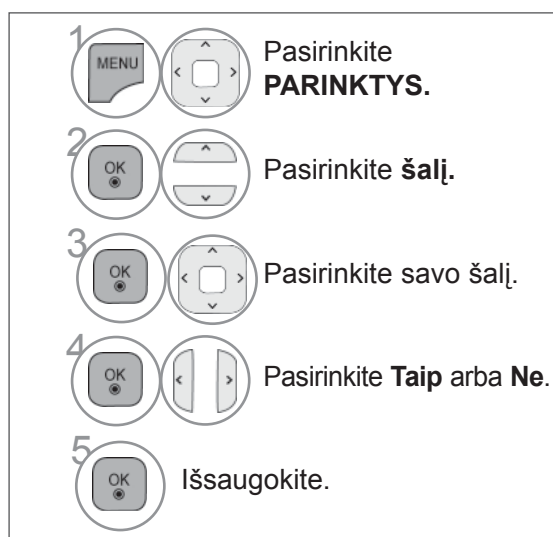 1
MENU
Pasirinkite
PARINKTYS.
2
OK
Pasirinkite šalį.
3
OK
Pasirinkite savo šalį.
4
OK
Pasirinkite Taip arba Ne.
5
OK
Išsaugokite.